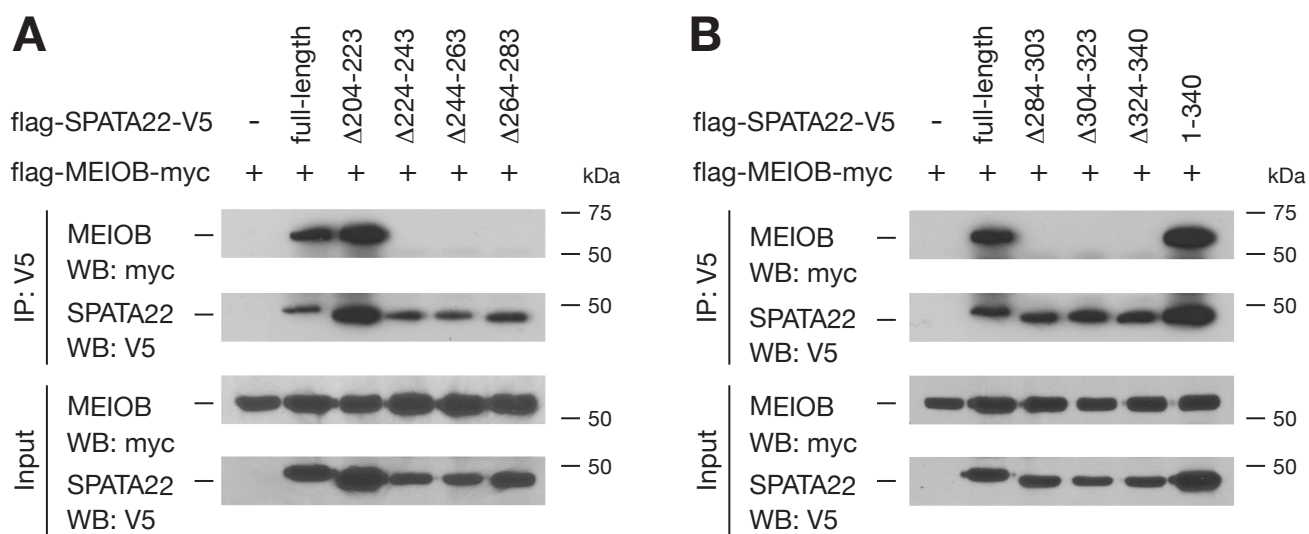 A
flag-SPATA22-V5 - full-length Δ204-223 Δ224-243 Δ244-263 Δ264-283
flag-MEIOB-myc + + + + + + kDa
IP: V5
MEIOB
WB: myc
75
50
SPATA22
WB: V5
50
Input
MEIOB
WB: myc
50
SPATA22
WB: V5
50
B
flag-SPATA22-V5 - full-length Δ284-303 Δ304-323 Δ324-340 1-340
flag-MEIOB-myc + + + + + + kDa
IP: V5
MEIOB
WB: myc
75
50
SPATA22
WB: V5
50
Input
MEIOB
WB: myc
50
SPATA22
WB: V5
50